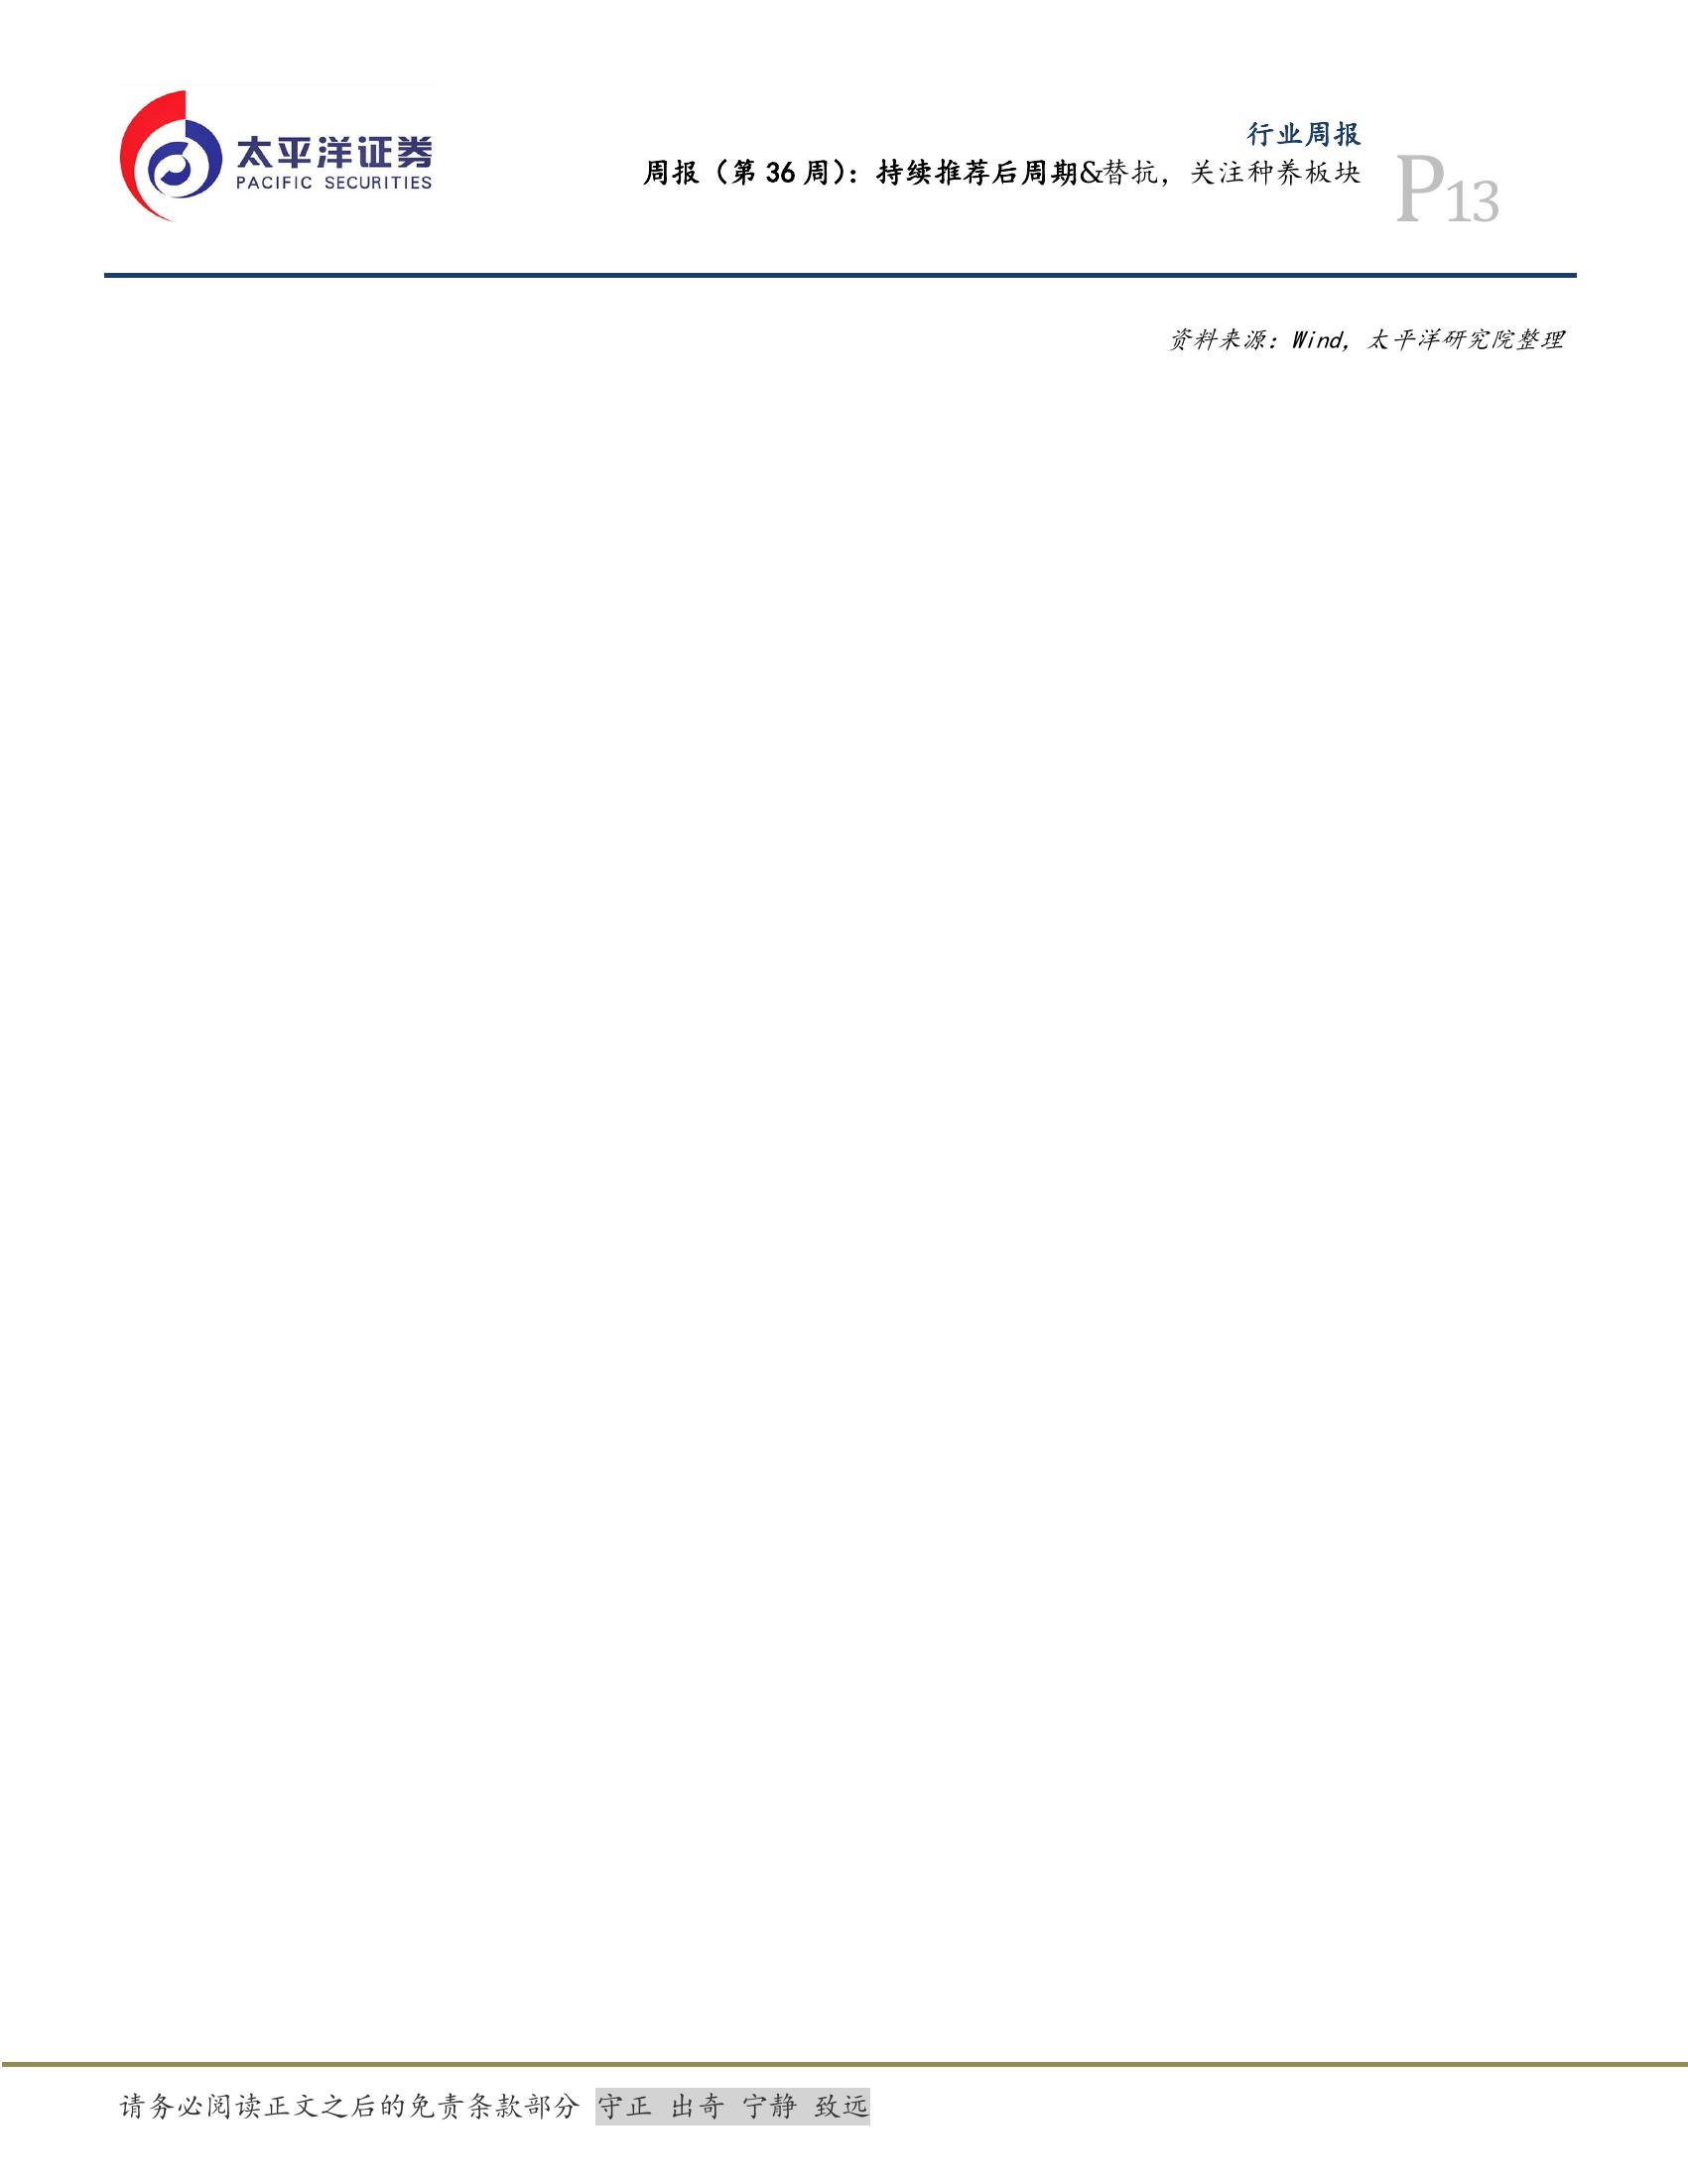 太平洋证券
PACIFIC SECURITIES
行业周报
周报（第 36 周）：持续推荐后周期&替抗，关注种养板块
P13
资料来源：Wind，太平洋研究院整理
请务必阅读正文之后的免责条款部分 守正 出奇 宁静 致远